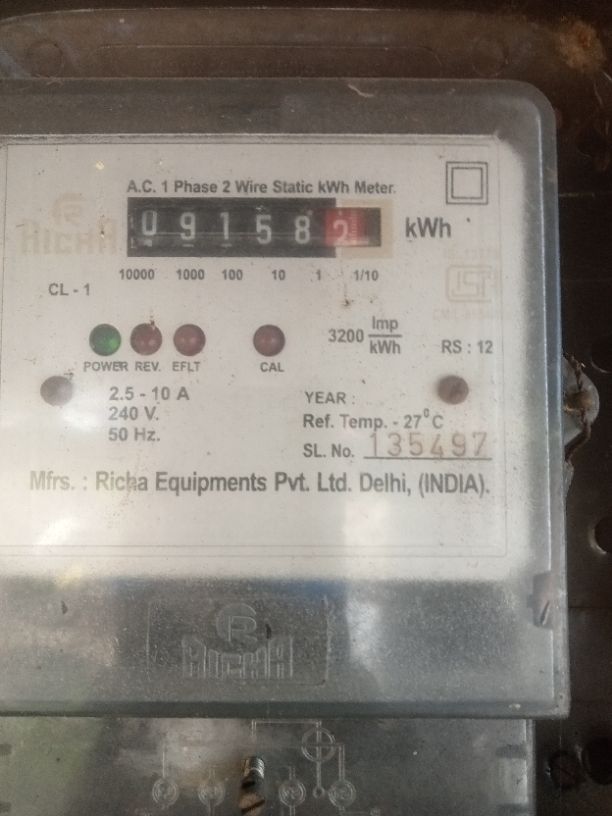 A.C. 1 Phase 2 Wire Static kWh Meter.
RICHA
091582 kWh
10000 1000 100 10 1 1/10
CL - 1
3200 Imp/kWh
RS : 12
POWER REV. EFLT CAL
2.5 - 10 A
240 V.
50 Hz.
YEAR :
Ref. Temp. - 27°C
SL. No. 135497
Mfrs. : Richa Equipments Pvt. Ltd. Delhi, (INDIA).
RICHA